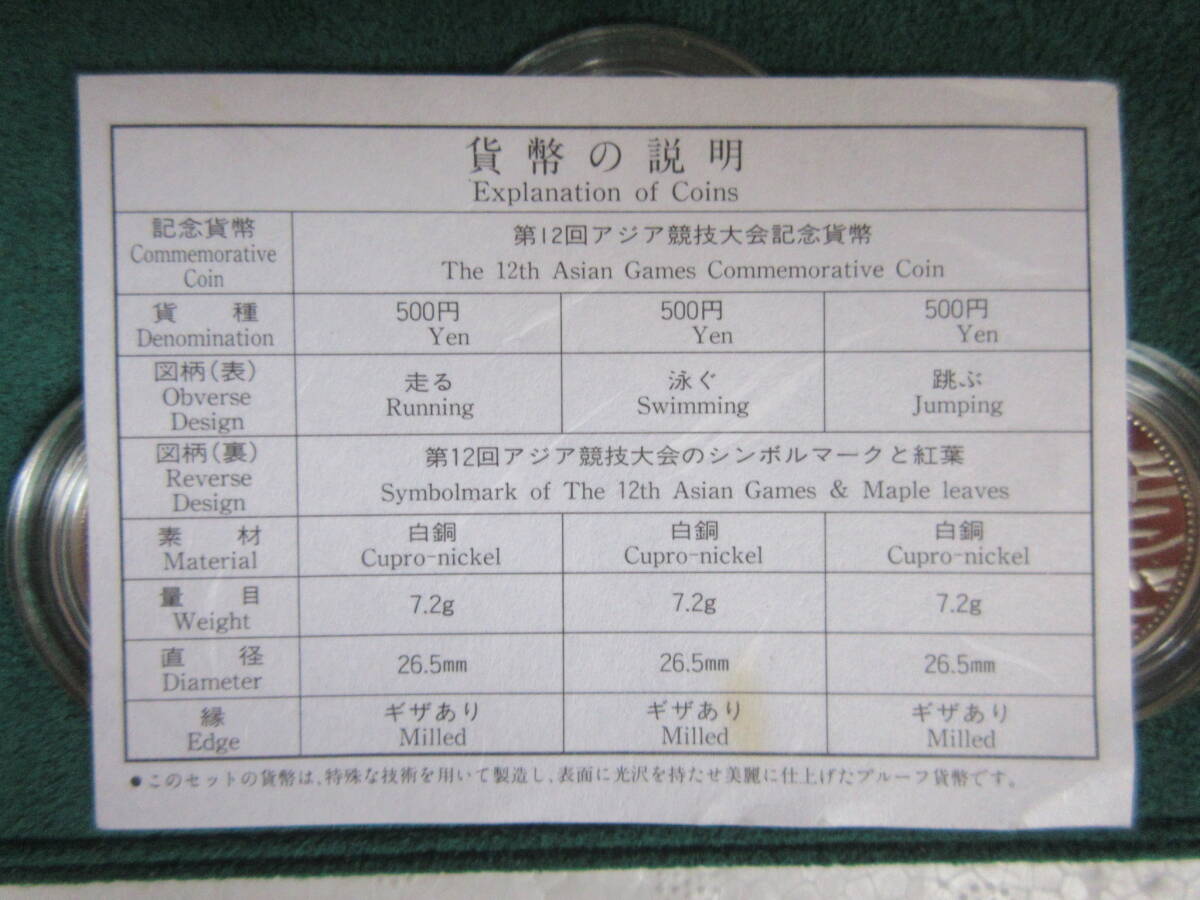 貨幣の説明
Explanation of Coins
記念貨幣
Commemorative
Coin
第12回アジア競技大会記念貨幣
The 12th Asian Games Commemorative Coin
貨種
Denomination
500円
Yen
500円
Yen
500円
Yen
図柄(表)
Obverse
Design
走る
Running
泳ぐ
Swimming
跳ぶ
Jumping
図柄(裏)
Reverse
Design
第12回アジア競技大会のシンボルマークと紅葉
Symbolmark of The 12th Asian Games & Maple leaves
素材
Material
白銅
Cupro-nickel
白銅
Cupro-nickel
白銅
Cupro-nickel
量目
Weight
7.2g
7.2g
7.2g
直径
Diameter
26.5mm
26.5mm
26.5mm
縁
Edge
ギザあり
Milled
ギザあり
Milled
ギザあり
Milled
●このセットの貨幣は、特殊な技術を用いて製造し、表面に光沢を持たせ美麗に仕上げたプルーフ貨幣です。